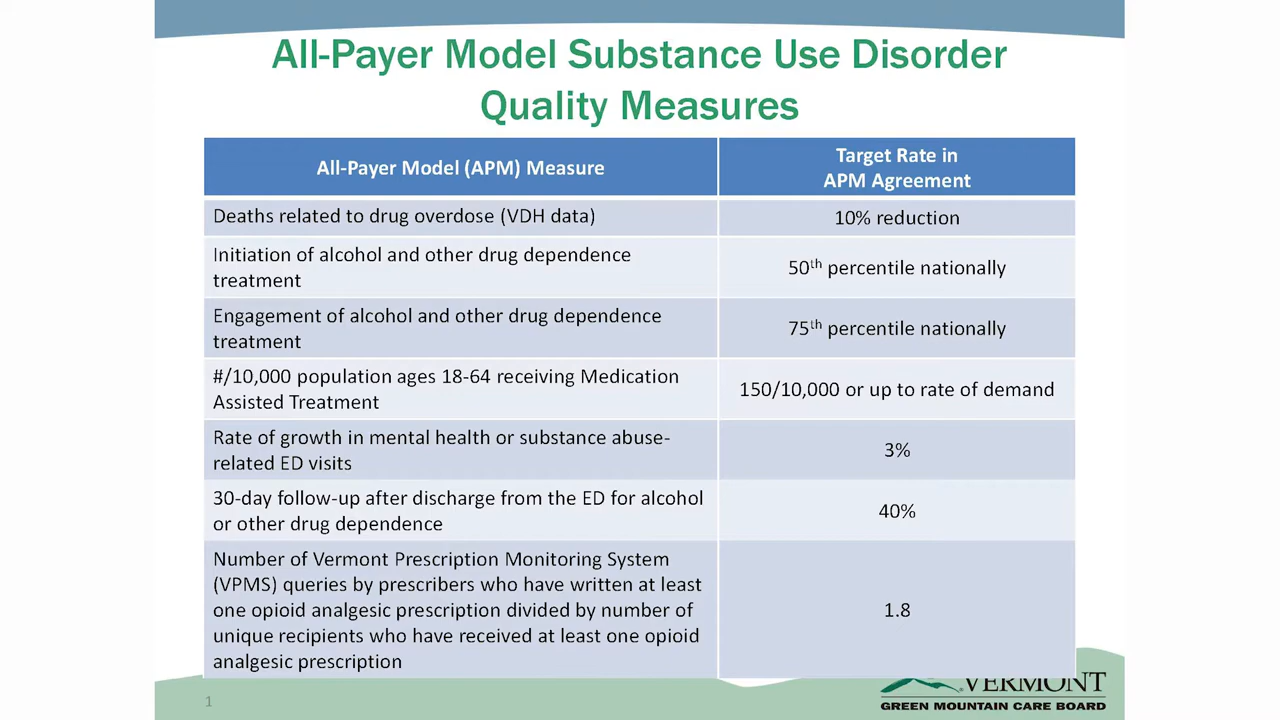 All-Payer Model Substance Use Disorder
Quality Measures
All-Payer Model (APM) Measure
Target Rate in
APM Agreement
Deaths related to drug overdose (VDH data)
10% reduction
Initiation of alcohol and other drug dependence
treatment
50th percentile nationally
Engagement of alcohol and other drug dependence
treatment
75th percentile nationally
#/10,000 population ages 18-64 receiving Medication
Assisted Treatment
150/10,000 or up to rate of demand
Rate of growth in mental health or substance abuse-
related ED visits
3%
30-day follow-up after discharge from the ED for alcohol
or other drug dependence
40%
Number of Vermont Prescription Monitoring System
(VPMS) queries by prescribers who have written at least
one opioid analgesic prescription divided by number of
unique recipients who have received at least one opioid
analgesic prescription
1.8
1
VERMONT
GREEN MOUNTAIN CARE BOARD